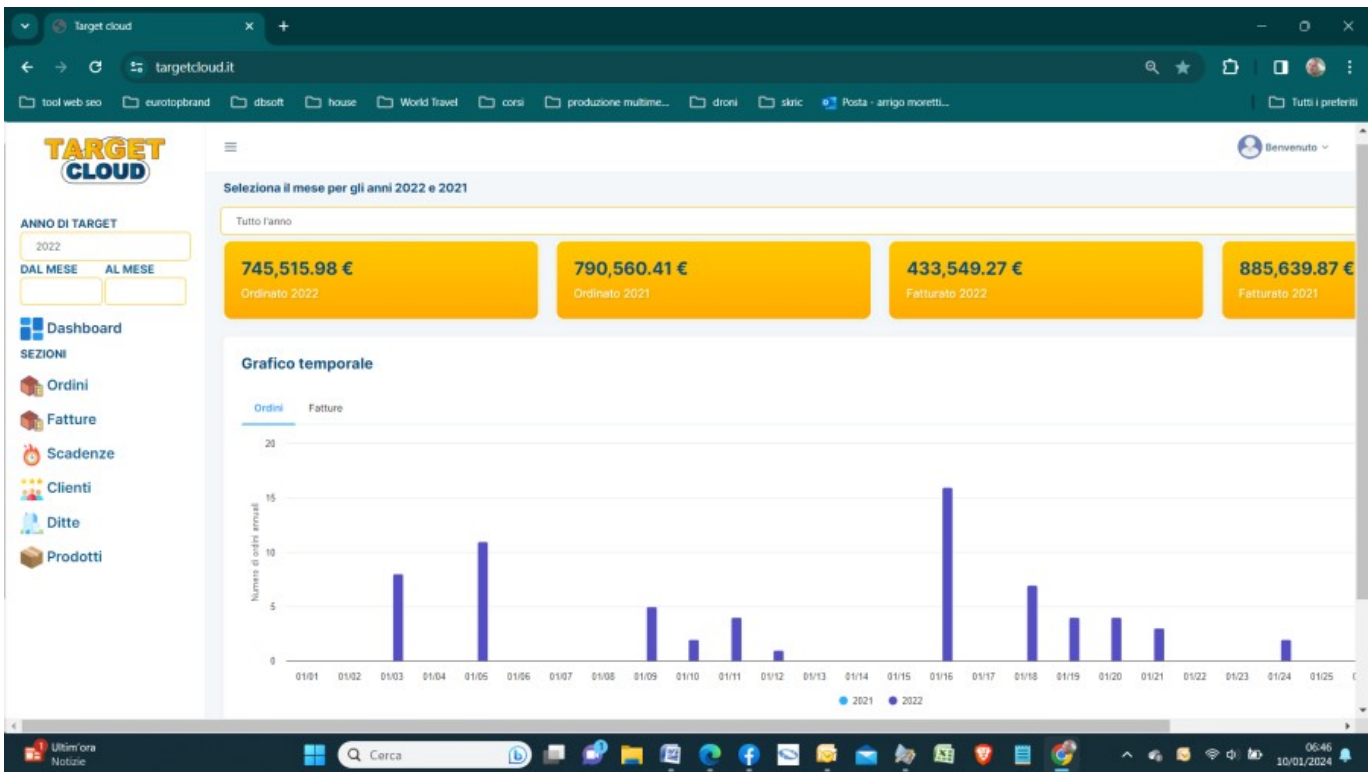 Target cloud
targetcloud.it
tool web seo eurotopbrand dbsoft house World Travel corsi produzione multime... droni skric Posta - arrigo moretti... Tutti i preferiti
TARGET
CLOUD
Benvenuto
Seleziona il mese per gli anni 2022 e 2021
Tutto l'anno
ANNO DI TARGET
2022
DAL MESE AL MESE
Dashboard
SEZIONI
Ordini
Fatture
Scadenze
Clienti
Ditte
Prodotti
745,515.98 €
Ordinato 2022
790,560.41 €
Ordinato 2021
433,549.27 €
Fatturato 2022
885,639.87 €
Fatturato 2021
Grafico temporale
Ordini Fatture
Numero di ordini annuali
20
15
10
5
0
01/01 01/02 01/03 01/04 01/05 01/06 01/07 01/08 01/09 01/10 01/11 01/12 01/13 01/14 01/15 01/16 01/17 01/18 01/19 01/20 01/21 01/22 01/23 01/24 01/25
2021 2022
1
Ultim'ora
Notizie
Cerca
06:46
10/01/2024